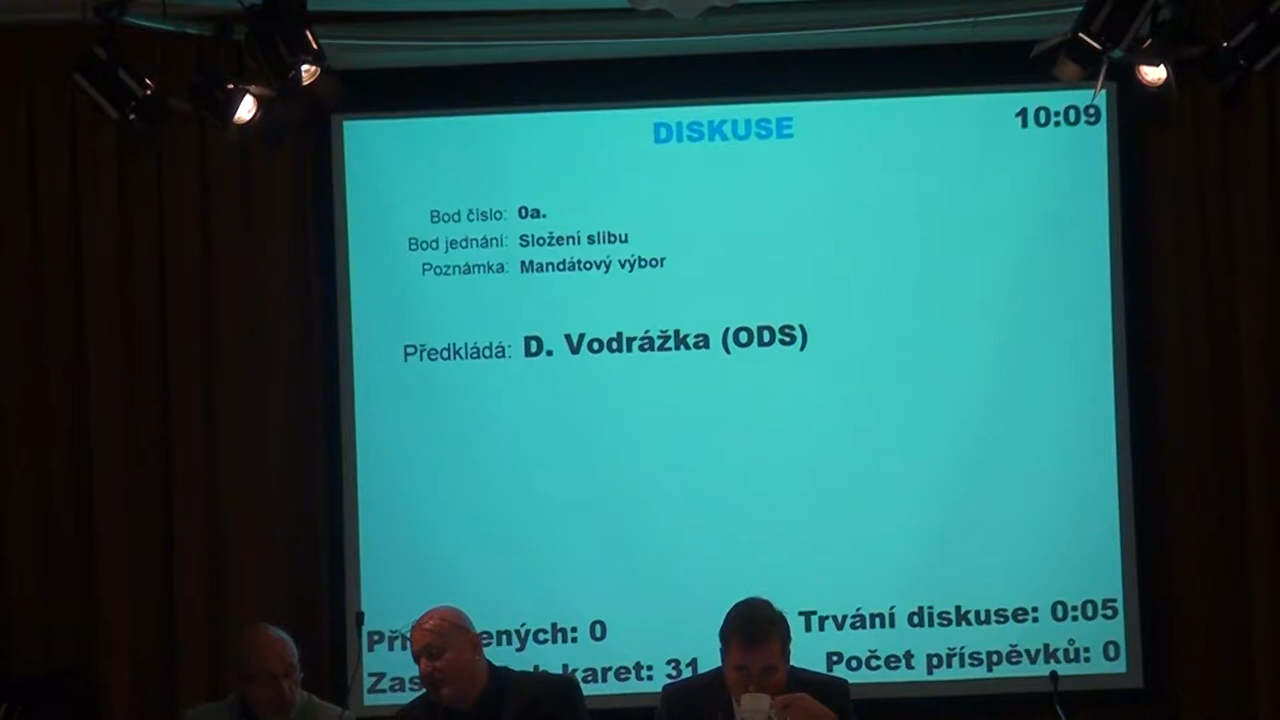 DISKUSE
10:09
Bod číslo: 0a.
Bod jednání: Složení slibu
Poznámka: Mandátový výbor
Předkládá: D. Vodrážka (ODS)
Trvání diskuse: 0:05
0
karet: 31
Počet příspěvků: 0